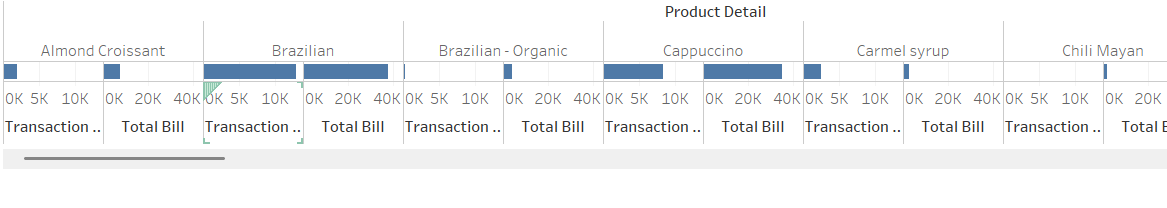 Product Detail
Almond Croissant Brazilian Brazilian - Organic Cappuccino Carmel syrup Chili Mayan
0K 5K 10K 0K 20K 40K 0K 5K 10K 0K 20K 40K 0K 5K 10K 0K 20K 40K 0K 5K 10K 0K 20K 40K 0K 5K 10K 0K 20K 40K 0K 5K 10K 0K 20K
Transaction .. Total Bill Transaction .. Total Bill Transaction .. Total Bill Transaction .. Total Bill Transaction .. Total Bill Transaction .. Total B